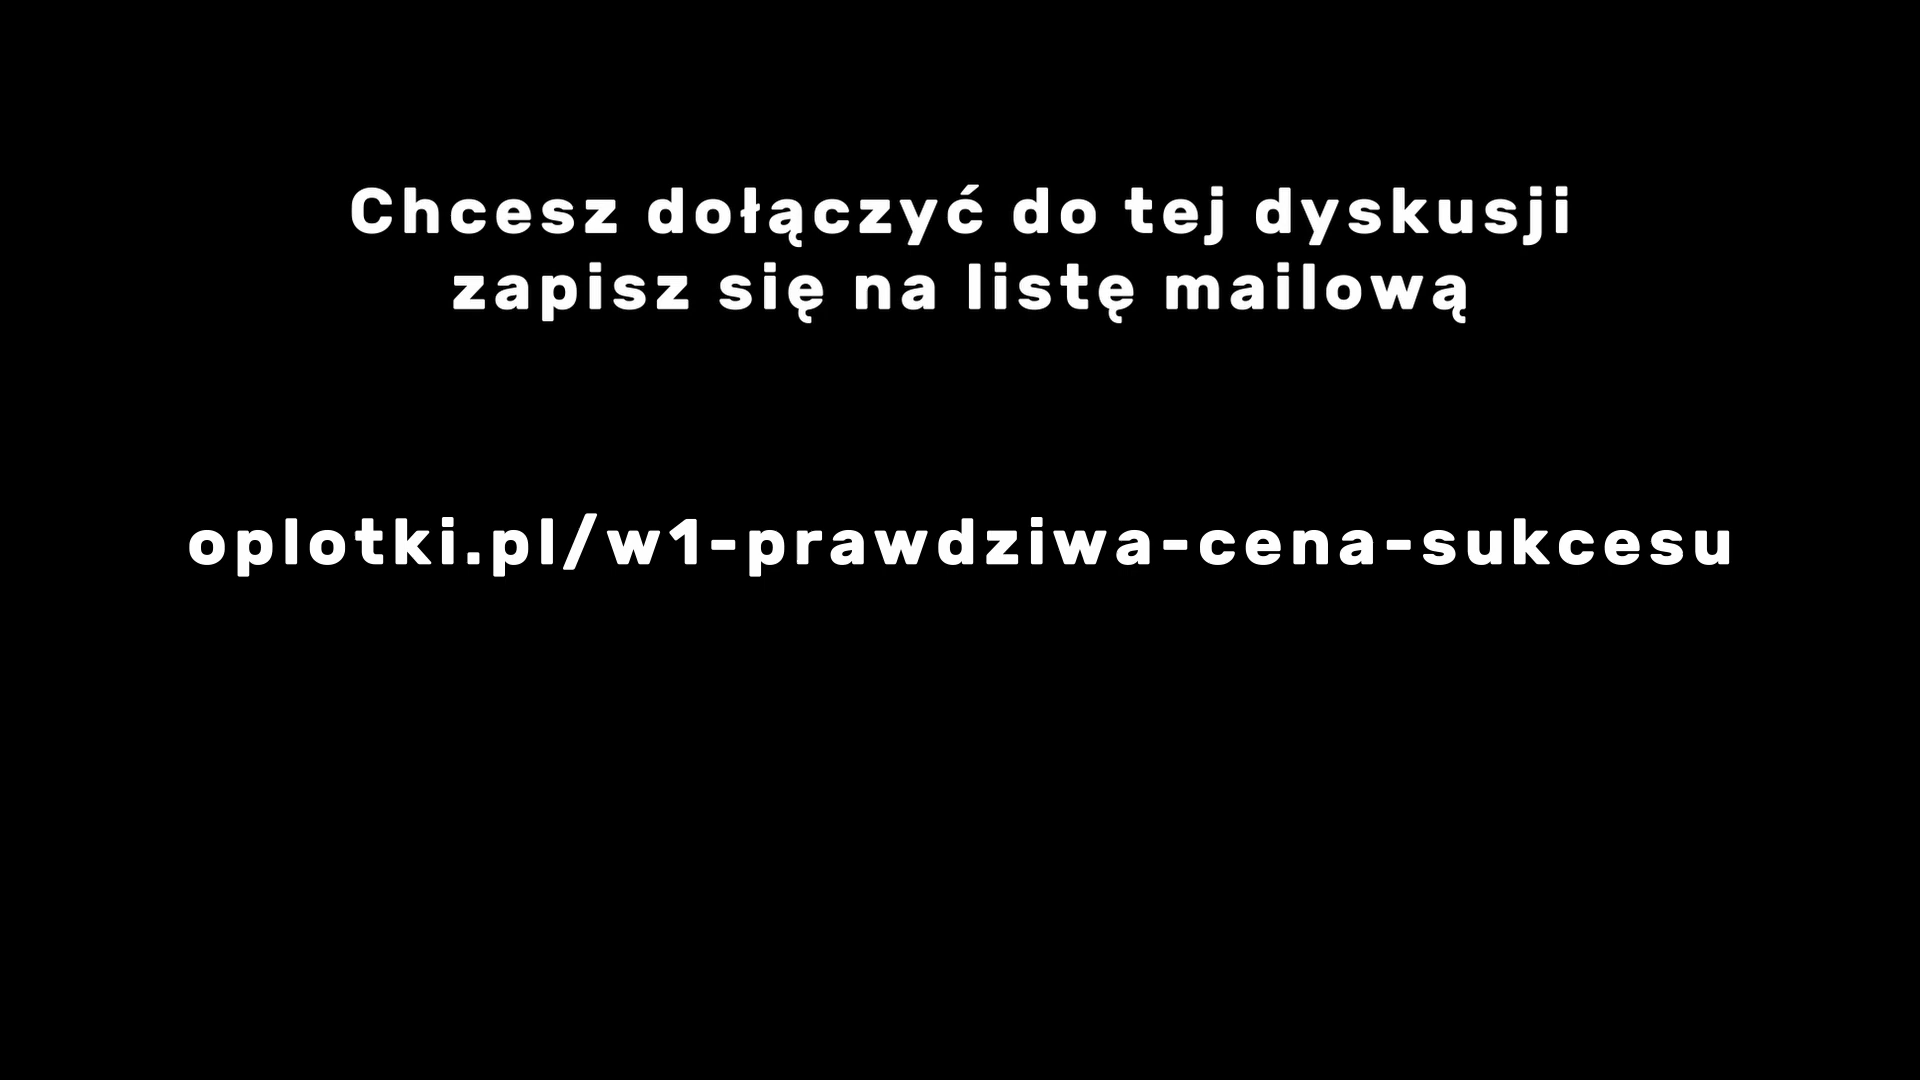 Chcesz dołączyć do tej dyskusji
zapisz się na listę mailową
oplotki.pl/w1-prawdziwa-cena-sukcesu